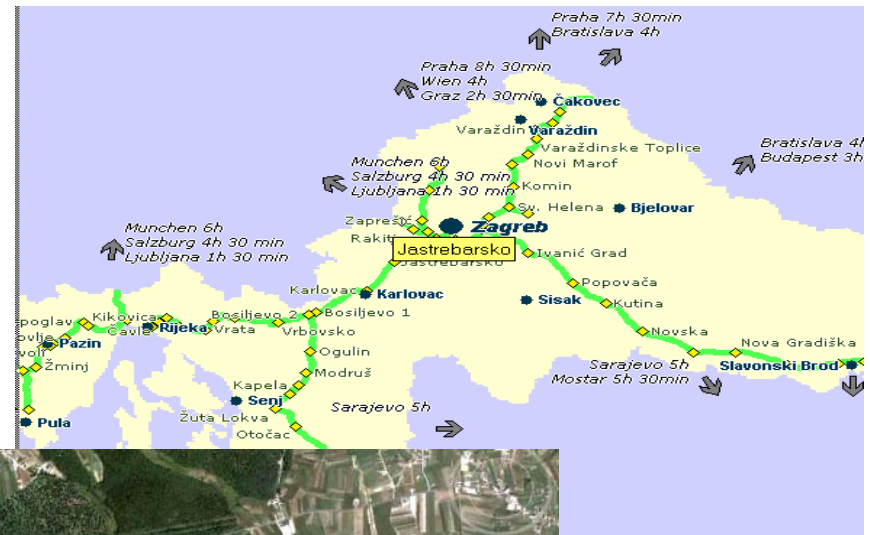 Praha 7h 30min
Bratislava 4h
Praha 8h 30min
Wien 4h
Graz 2h 30min
Čakovec
Varaždin
Varaždin
Varaždinske Toplice
Novi Marof
Bratislava 4h
Budapest 3h
Munchen 6h
Salzburg 4h 30 min
Ljubljana 1h 30 min
Komin
Sv. Helena
Bjelovar
Zaprešić
Zagreb
Rakiti
Jastrebarsko
Jastrebarsko
Ivanić Grad
Munchen 6h
Salzburg 4h 30 min
Ljubljana 1h 30 min
Popovača
Karlovac
Karlovac
Sisak
Kutina
poglav
Kikovica
Bosiljevo 2
Bosiljevo 1
Čavle
Rijeka
Vrata
Vrbovsko
Novska
ovlje
Pazin
voli
Nova Gradiška
Ogulin
Žminj
Modruš
Sarajevo 5h
Mostar 5h 30min
Slavonski Brod
Kapela
Senj
Sarajevo 5h
Žuta Lokva
Pula
Otočac